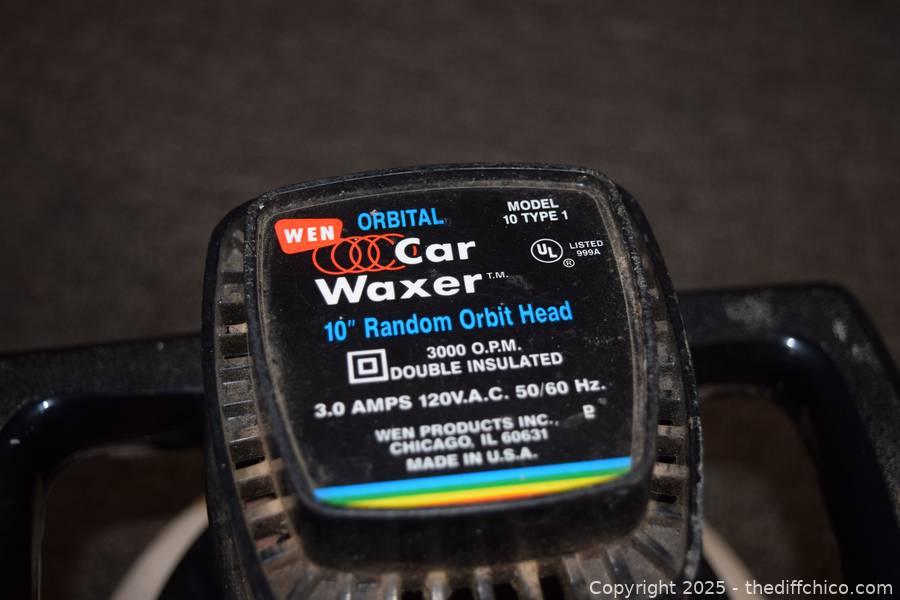 WEN
ORBITAL
Car
Waxer T.M.
MODEL
10 TYPE 1
UL ® LISTED
999A
10" Random Orbit Head
3000 O.P.M.
DOUBLE INSULATED
3.0 AMPS 120V.A.C. 50/60 Hz.
WEN PRODUCTS INC., D
CHICAGO, IL 60631
MADE IN U.S.A.
Copyright 2025 - thediffchico.com